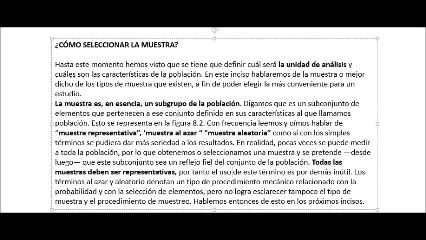 ¿CÓMO SELECCIONAR LA MUESTRA?
Hasta este momento hemos visto que se tiene que definir cuál será la unidad de análisis y
cuáles son las características de la población. En este inciso hablaremos de la muestra o mejor
dicho de los tipos de muestra que existen, a fin de poder elegir la más conveniente para un
estudio.
La muestra es, en esencia, un subgrupo de la población. Digamos que es un subconjunto de
elementos que pertenecen a ese conjunto definido en sus características al que llamamos
población. Esto se representa en la figura 8.2. Con frecuencia leemos y oímos hablar de
"muestra representativa", 'muestra al azar " "muestra aleatoria" como si con los simples
términos se pudiera dar más seriedad a los resultados. En realidad, pocas veces se puede medir
a toda la población, por lo que obtenemos o seleccionamos una muestra y se pretende —desde
luego— que este subconjunto sea un reflejo fiel del conjunto de la población. Todas las
muestras deben ser representativas, por tanto el usoide este término es por demás inútil. Los
términos al azar y aleatorio denotan un tipo de procedimiento mecánico relacionado con la
probabilidad y con la selección de elementos, pero no logra esclarecer tampoco el tipo de
muestra y el procedimiento de muestreo. Hablemos entonces de esto en los próximos incisos.